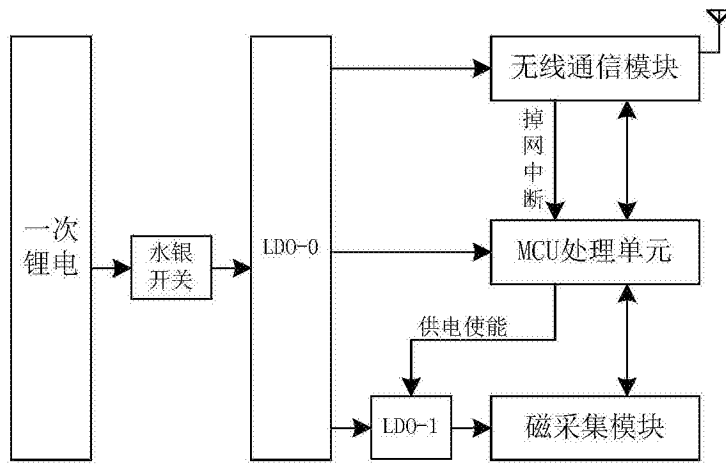 一次
锂电
水银
开关
LDO-0
无线通信模块
掉网中断
MCU处理单元
供电使能
LDO-1
磁采集模块